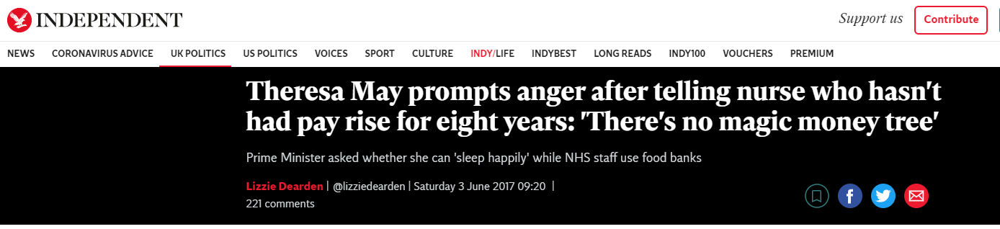 INDEPENDENT
Support us
Contribute
NEWS CORONAVIRUS ADVICE UK POLITICS US POLITICS VOICES SPORT CULTURE INDY/LIFE INDYBEST LONG READS INDY100 VOUCHERS PREMIUM
Theresa May prompts anger after telling nurse who hasn't
had pay rise for eight years: 'There's no magic money tree'
Prime Minister asked whether she can 'sleep happily' while NHS staff use food banks
Lizzie Dearden | @lizziedearden | Saturday 3 June 2017 09:20 |
221 comments